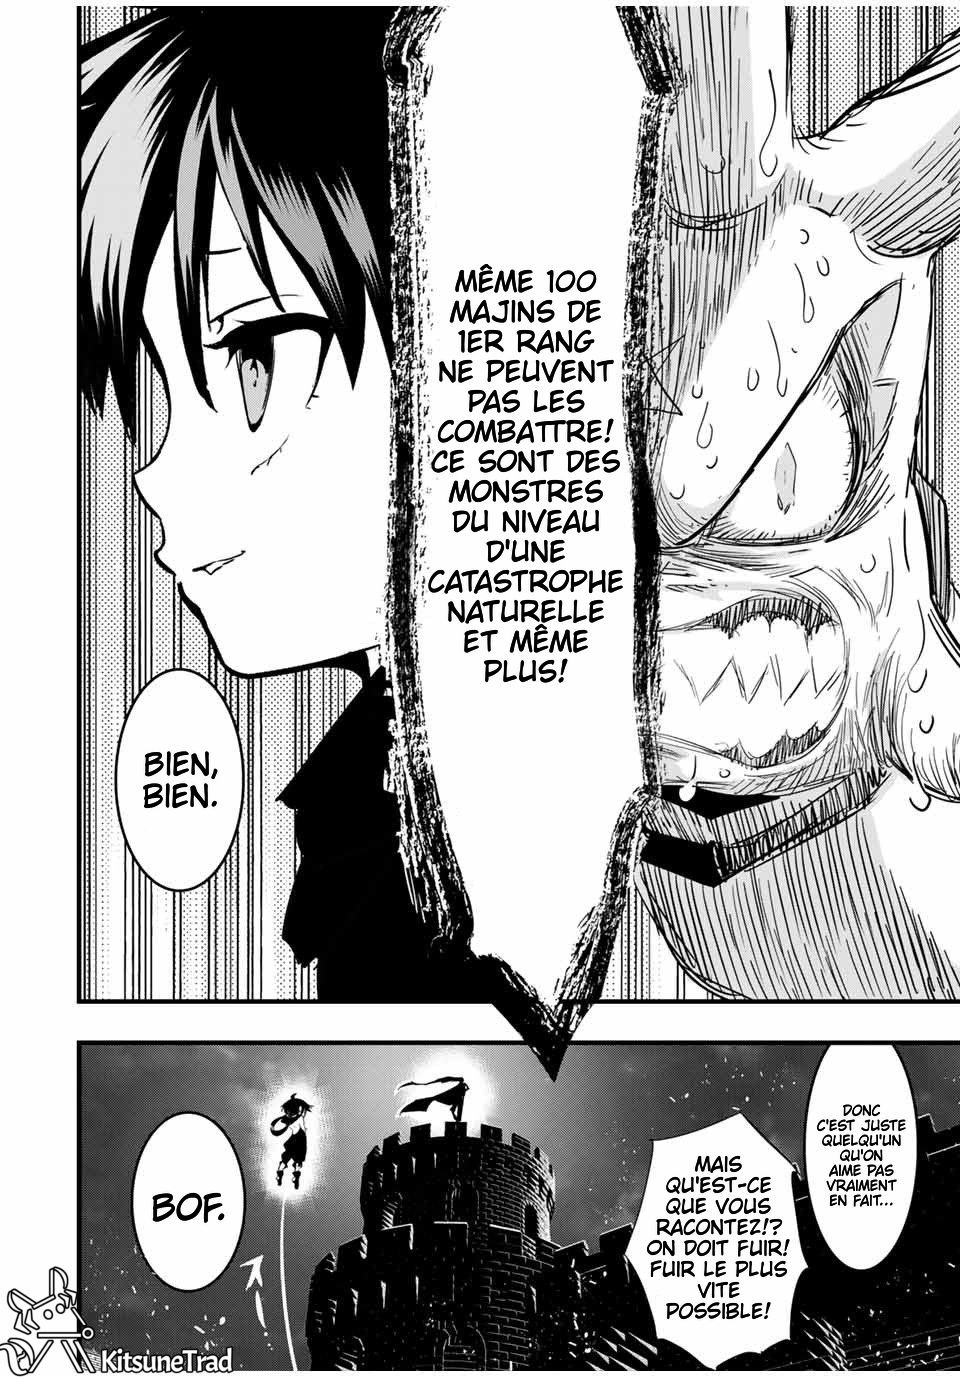 MÊME 100
MAJINS DE
1ER RANG
NE PEUVENT
PAS LES
COMBATTRE!
CE SONT DES
MONSTRES
DU NIVEAU
D'UNE
CATASTROPHE
NATURELLE
ET MÊME
PLUS!
BIEN,
BIEN.
DONC
C'EST JUSTE
QUELQU'UN
QU'ON
AIME PAS
VRAIMENT
EN FAIT...
MAIS
QU'EST-CE
QUE VOUS
RACONTEZ!?
ON DOIT FUIR!
FUIR LE PLUS
VITE
POSSIBLE!
BOF.
KitsuneTrad